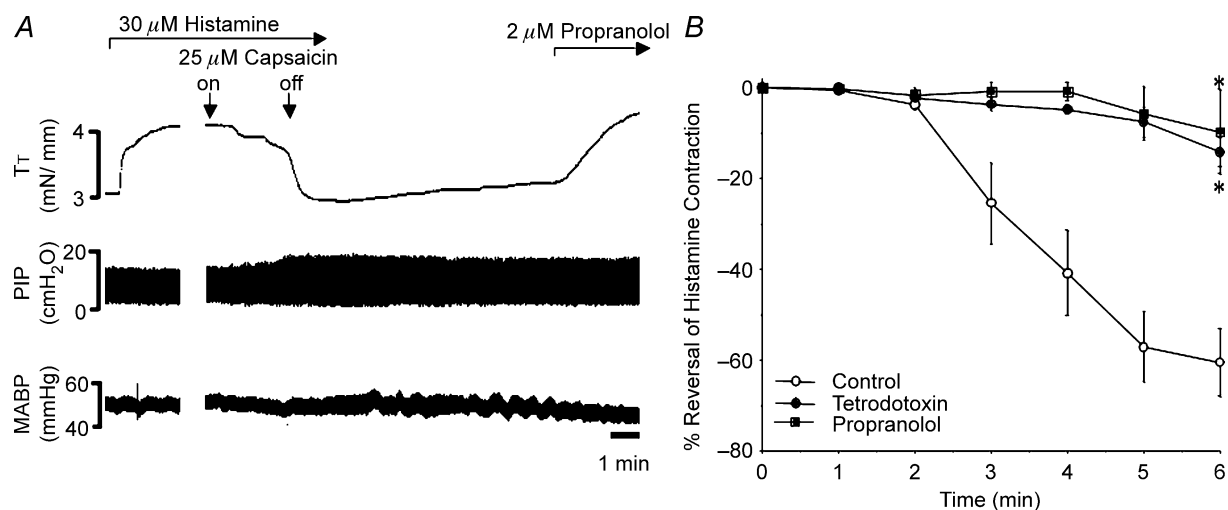 A
30 µM Histamine
2 µM Propranolol
25 µM Capsaicin
on off
4
3
TT
(mN/ mm)
20
0
PIP
(cmH2O)
60
40
MABP
(mmHg)
1 min
B
0
–20
–40
–60
–80
% Reversal of Histamine Contraction
*
*
Control
Tetrodotoxin
Propranolol
0 1 2 3 4 5 6
Time (min)